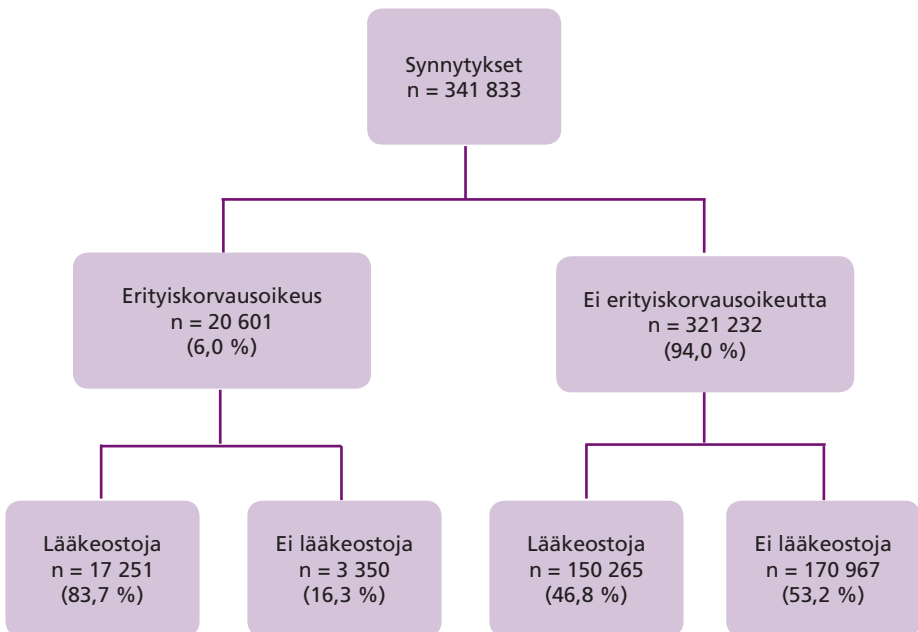 Synnytykset
n = 341 833
Erityiskorvausoikeus
n = 20 601
(6,0 %)
Ei erityiskorvausoikeutta
n = 321 232
(94,0 %)
Lääkeostoja
n = 17 251
(83,7 %)
Ei lääkeostoja
n = 3 350
(16,3 %)
Lääkeostoja
n = 150 265
(46,8 %)
Ei lääkeostoja
n = 170 967
(53,2 %)